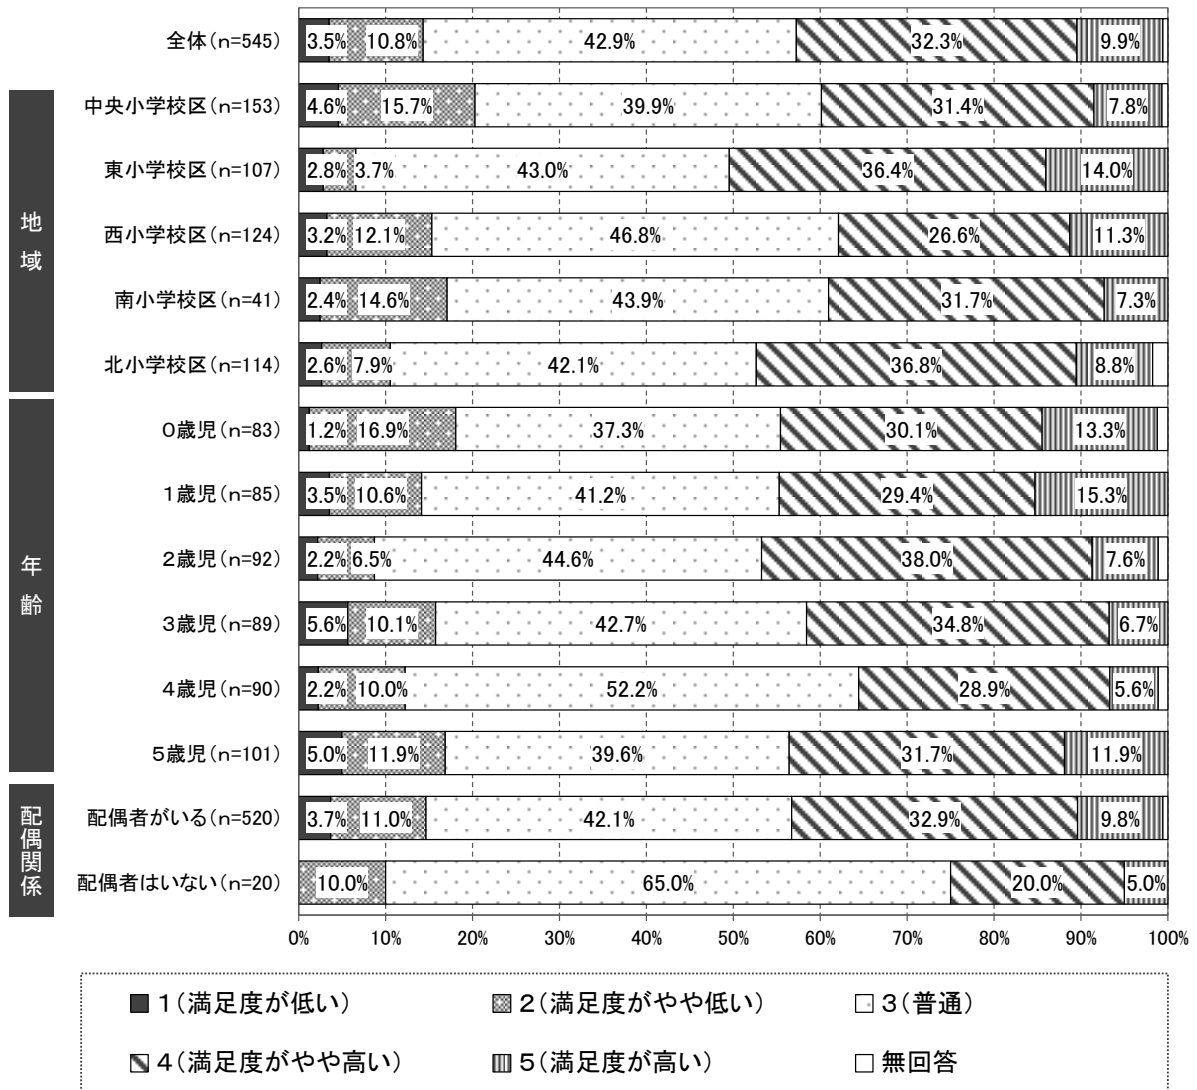 全体(n=545)
3.5% 10.8% 42.9% 32.3% 9.9%
地域
中央小学校区(n=153)
4.6% 15.7% 39.9% 31.4% 7.8%
東小学校区(n=107)
2.8% 3.7% 43.0% 36.4% 14.0%
西小学校区(n=124)
3.2% 12.1% 46.8% 26.6% 11.3%
南小学校区(n=41)
2.4% 14.6% 43.9% 31.7% 7.3%
北小学校区(n=114)
2.6% 7.9% 42.1% 36.8% 8.8%
年齢
0歳児(n=83)
1.2% 16.9% 37.3% 30.1% 13.3%
1歳児(n=85)
3.5% 10.6% 41.2% 29.4% 15.3%
2歳児(n=92)
2.2% 6.5% 44.6% 38.0% 7.6%
3歳児(n=89)
5.6% 10.1% 42.7% 34.8% 6.7%
4歳児(n=90)
2.2% 10.0% 52.2% 28.9% 5.6%
5歳児(n=101)
5.0% 11.9% 39.6% 31.7% 11.9%
配偶関係
配偶者がいる(n=520)
3.7% 11.0% 42.1% 32.9% 9.8%
配偶者はいない(n=20)
10.0% 65.0% 20.0% 5.0%
0% 10% 20% 30% 40% 50% 60% 70% 80% 90% 100%
1(満足度が低い) 2(満足度がやや低い) 3(普通)
4(満足度がやや高い) 5(満足度が高い) 無回答